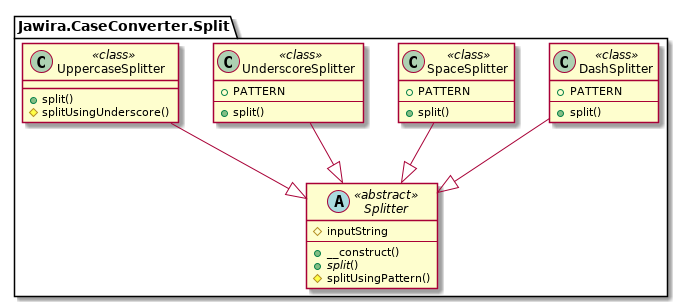 Jawira.CaseConverter.Split
C «class» UppercaseSplitter
split()
splitUsingUnderscore()
C «class» UnderscoreSplitter
PATTERN
split()
C «class» SpaceSplitter
PATTERN
split()
C «class» DashSplitter
PATTERN
split()
A «abstract» Splitter
inputString
__construct()
split()
splitUsingPattern()